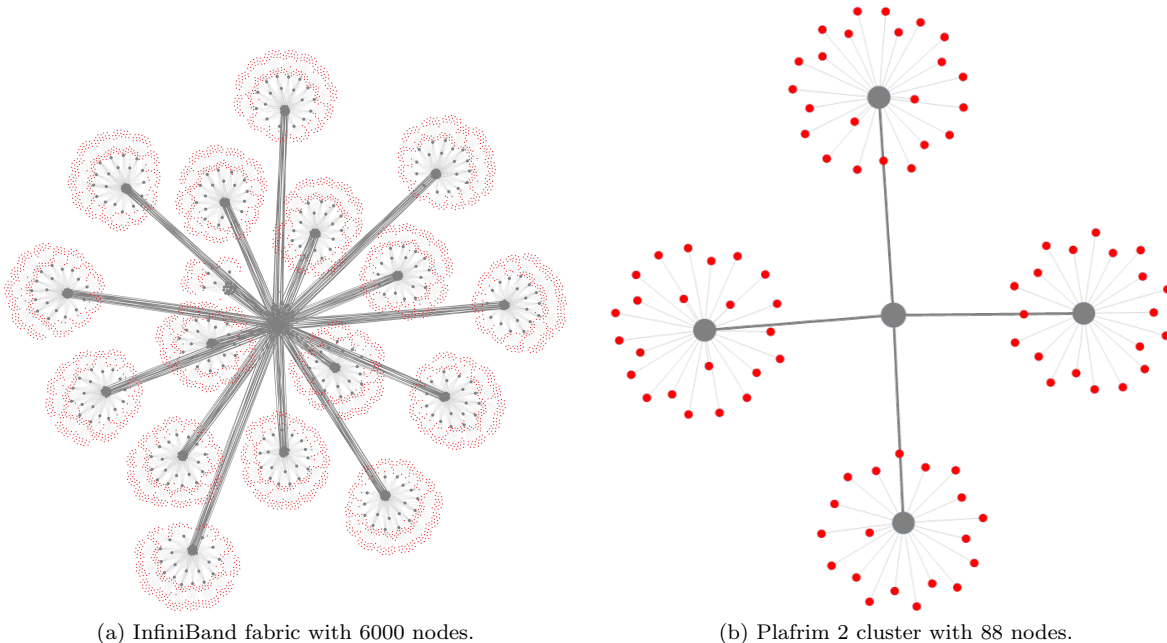 (a) InfiniBand fabric with 6000 nodes.
(b) Plafrim 2 cluster with 88 nodes.